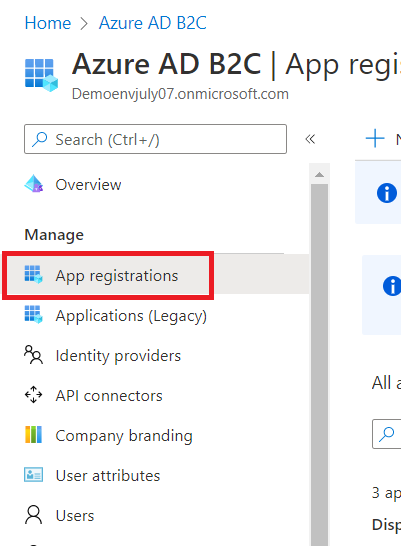 Home > Azure AD B2C
Azure AD B2C | App regi
Demoenvjuly07.onmicrosoft.com
Search (Ctrl+/)
«
+ N
Overview
Manage
App registrations
Applications (Legacy)
Identity providers
API connectors
All a
Company branding
User attributes
3 ap
Users
Disp